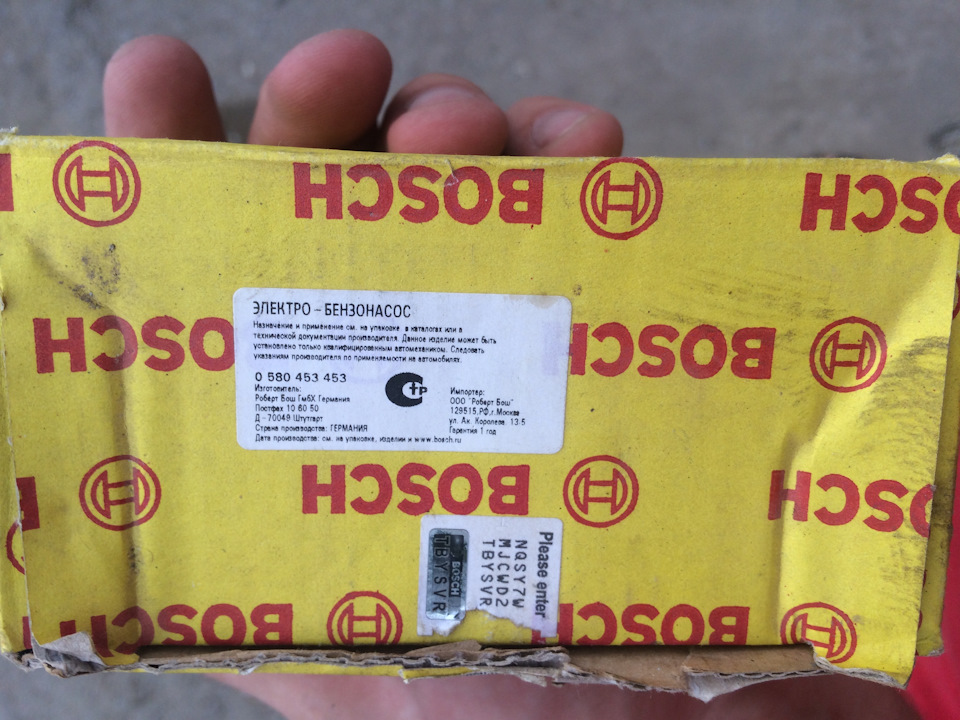 BOSCH
BOSCH
BOSCH
BOSCH
ЭЛЕКТРО – БЕНЗОНАСОС
Назначение и применение см. на упаковке, в каталогах или в
технической документации производителя. Данное изделие может быть
установлено только квалифицированным автомехаником. Следовать
указаниям производителя по применяемости на автомобилях.
0 580 453 453
Изготовитель:
Роберт Бош ГмбХ, Германия
Постфах 10 60 50
Д - 70049 Штутгарт
Страна производства: ГЕРМАНИЯ
Дата производства: см. на упаковке, изделии и www.bosch.ru
Стр
Импортер:
ООО "Роберт Бош"
129515, РФ, г. Москва
ул. Ак. Королева, 13-5
Гарантия 1 год
BOSCH
BOSCH
Please enter
NQSY7W
MJCWD2
TBYSVR
BOSCH
TBYSVR
BOSCH
BOSCH